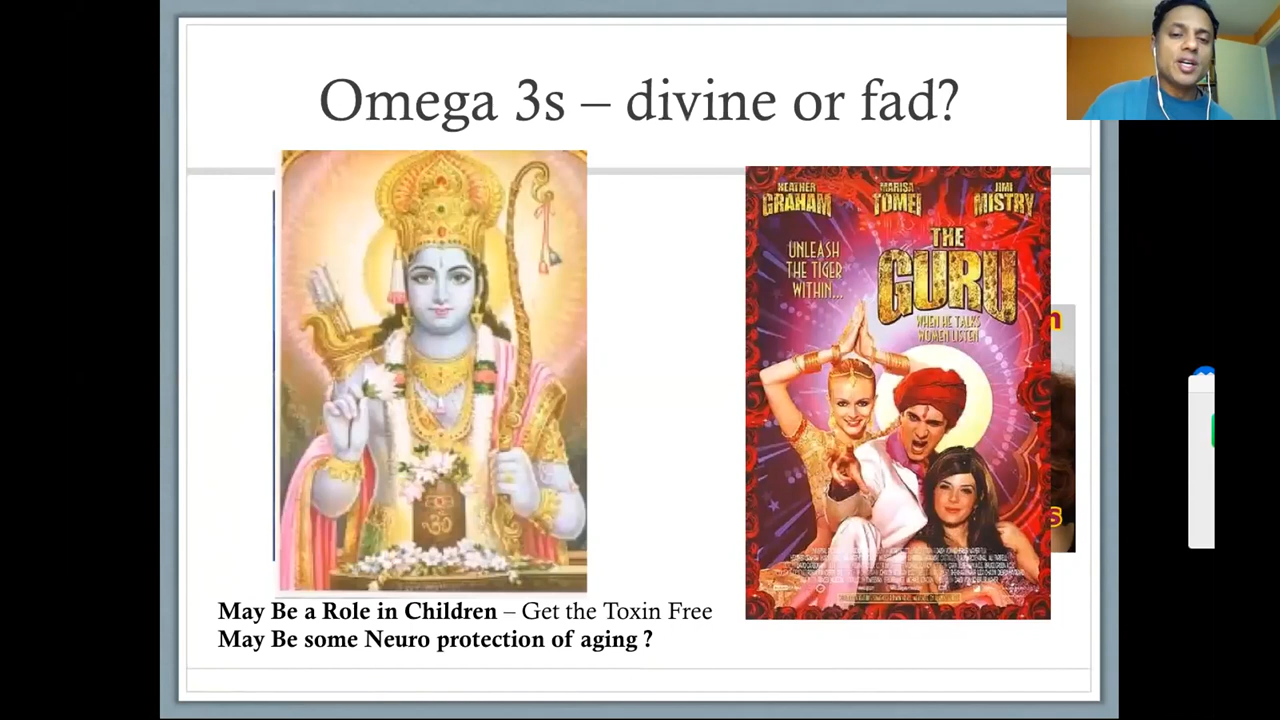 Omega 3s – divine or fad?
HEATHER GRAHAM
MARISA TOMEI
JIMI MISTRY
UNLEASH
THE TIGER
WITHIN...
THE
GURU
WHEN HE TALKS
WOMEN LISTEN
n
s
ॐ
May Be a Role in Children – Get the Toxin Free
May Be some Neuro protection of aging ?